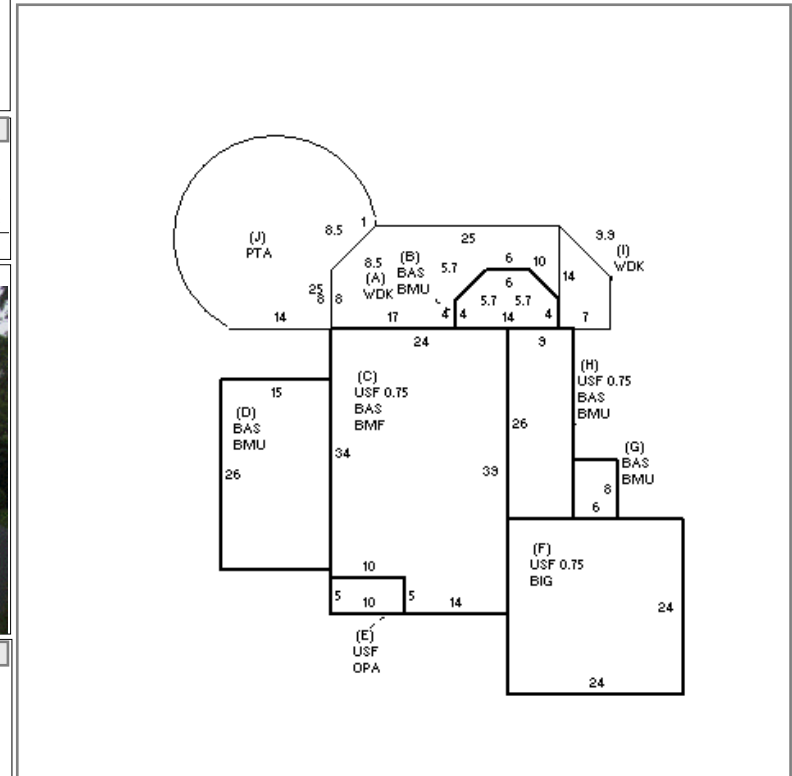 1
8.5
(J)
PTA
25
9.9
(I)
WDK
8.5
(A)
WDK
(B)
BAS
BMU
5.7
6
10
6
14
5.7
5.7
25
8
8
14
17
4
4
14
4
7
24
9
(C)
USF 0.75
BAS
BMF
(H)
USF 0.75
BAS
BMU
15
(D)
BAS
BMU
26
26
34
39
(G)
BAS
BMU
8
6
10
5
10
5
14
(F)
USF 0.75
BIG
24
24
(E)
USF
OPA